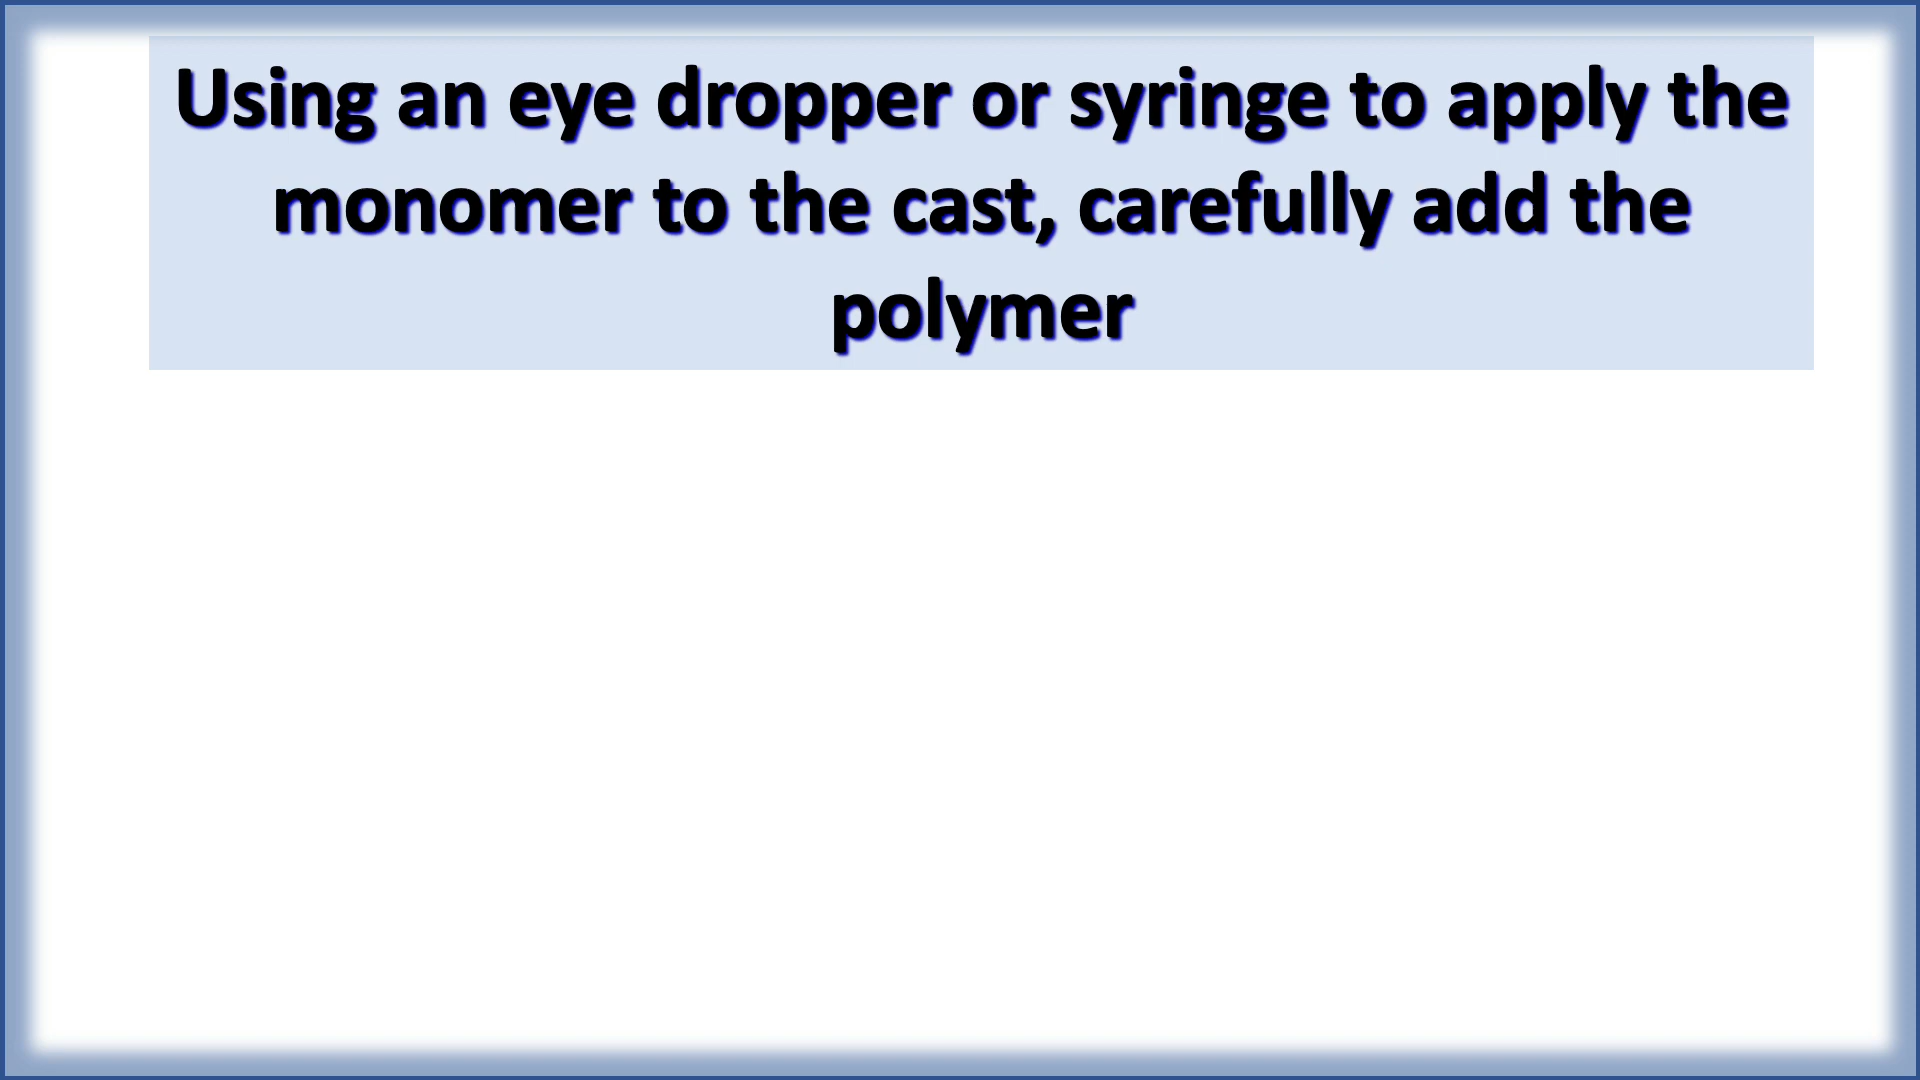 Using an eye dropper or syringe to apply the
monomer to the cast, carefully add the
polymer